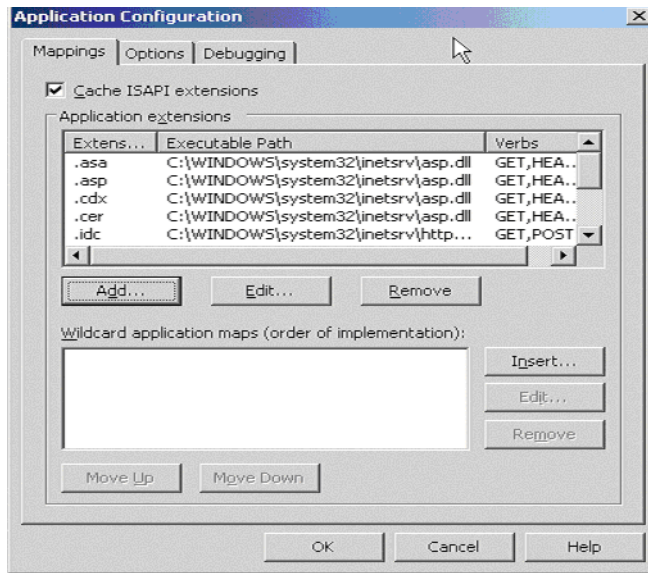 Application Configuration
Mappings Options Debugging
Cache ISAPI extensions
Application extensions
Extens... Executable Path Verbs
.asa C:\WINDOWS\system32\inetsrv\asp.dll GET,HEA..
.asp C:\WINDOWS\system32\inetsrv\asp.dll GET,HEA..
.cdx C:\WINDOWS\system32\inetsrv\asp.dll GET,HEA..
.cer C:\WINDOWS\system32\inetsrv\asp.dll GET,HEA..
.idc C:\WINDOWS\system32\inetsrv\http... GET,POST
Add... Edit... Remove
Wildcard application maps (order of implementation):
Insert...
Edit...
Remove
Move Up Move Down
OK Cancel Help